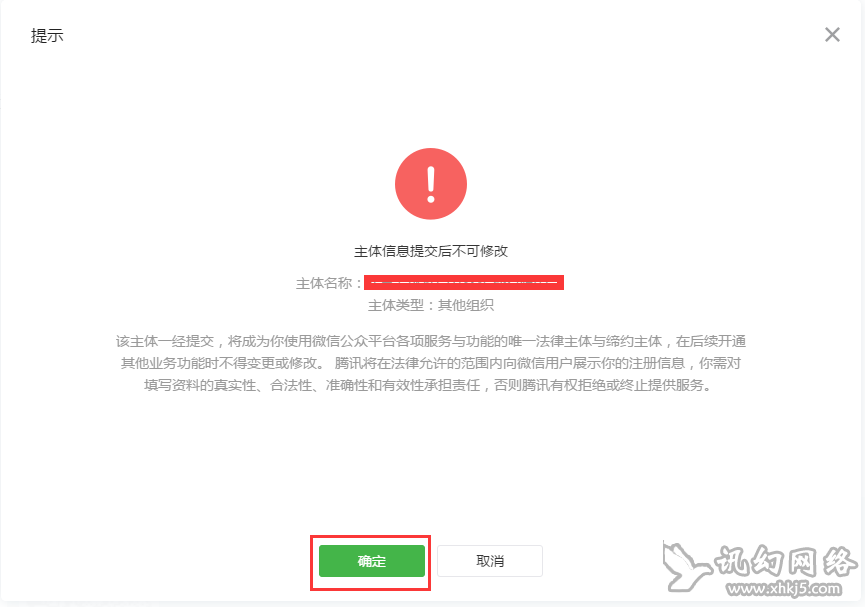 提示
主体信息提交后不可修改
主体名称：
主体类型：其他组织
该主体一经提交，将成为你使用微信公众平台各项服务与功能的唯一法律主体与缔约主体，在后续开通
其他业务功能时不得变更或修改。 腾讯将在法律允许的范围内向微信用户展示你的注册信息，你需对
填写资料的真实性、合法性、准确性和有效性承担责任，否则腾讯有权拒绝或终止提供服务。
确定
取消
讯幻网络
www.xhkj5.com